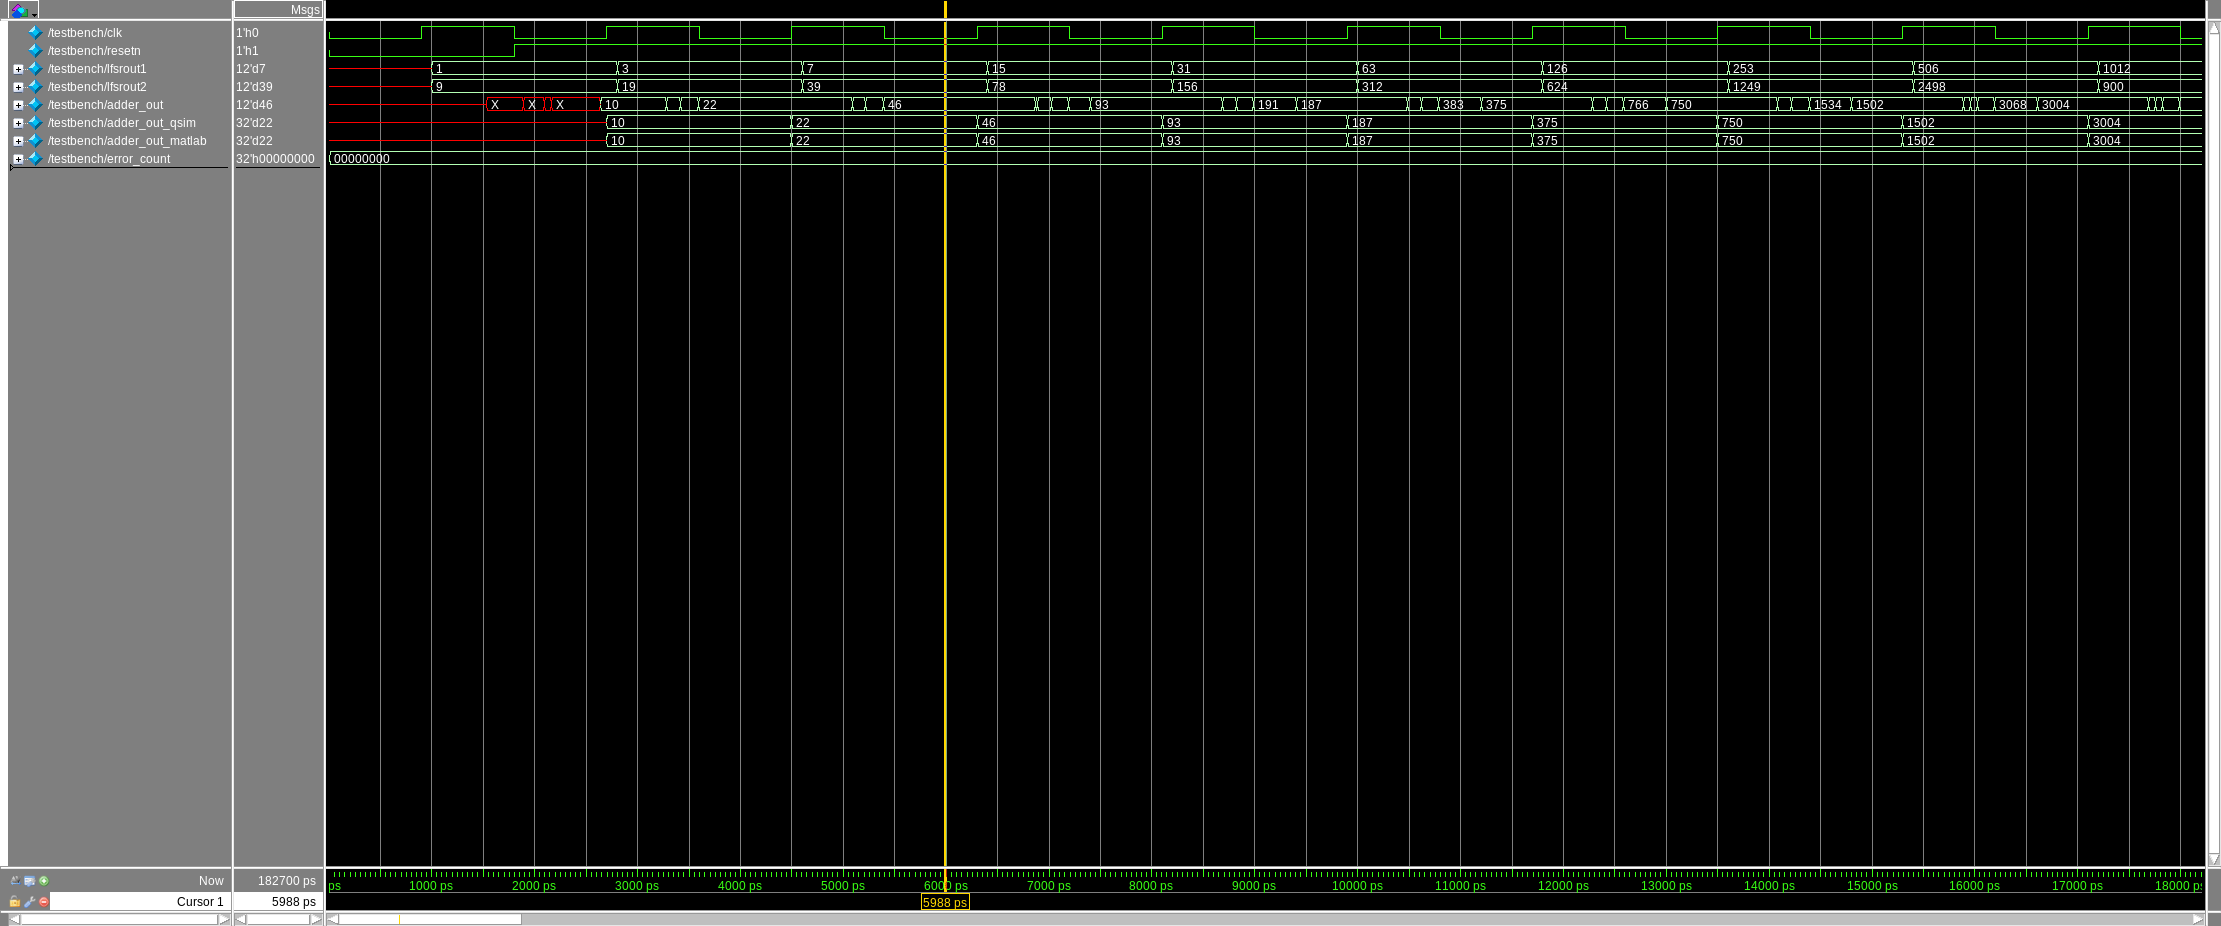 Msgs
/testbench/clk 1'h0
/testbench/resetn 1'h1
/testbench/lfsrout1 12'd7 1 3 7 15 31 63 126 253 506 1012
/testbench/lfsrout2 12'd39 9 19 39 78 156 312 624 1249 2498 900
/testbench/adder_out 12'd46 X X X 10 22 46 93 191 187 383 375 766 750 1534 1502 3068 3004
/testbench/adder_out_qsim 32'd22 10 22 46 93 187 375 750 1502 3004
/testbench/adder_out_matlab 32'd22 10 22 46 93 187 375 750 1502 3004
/testbench/error_count 32'h00000000 00000000
Now 182700 ps ps 1000 ps 2000 ps 3000 ps 4000 ps 5000 ps 6000 ps 7000 ps 8000 ps 9000 ps 10000 ps 11000 ps 12000 ps 13000 ps 14000 ps 15000 ps 16000 ps 17000 ps 18000 ps
Cursor 1 5988 ps 5988 ps